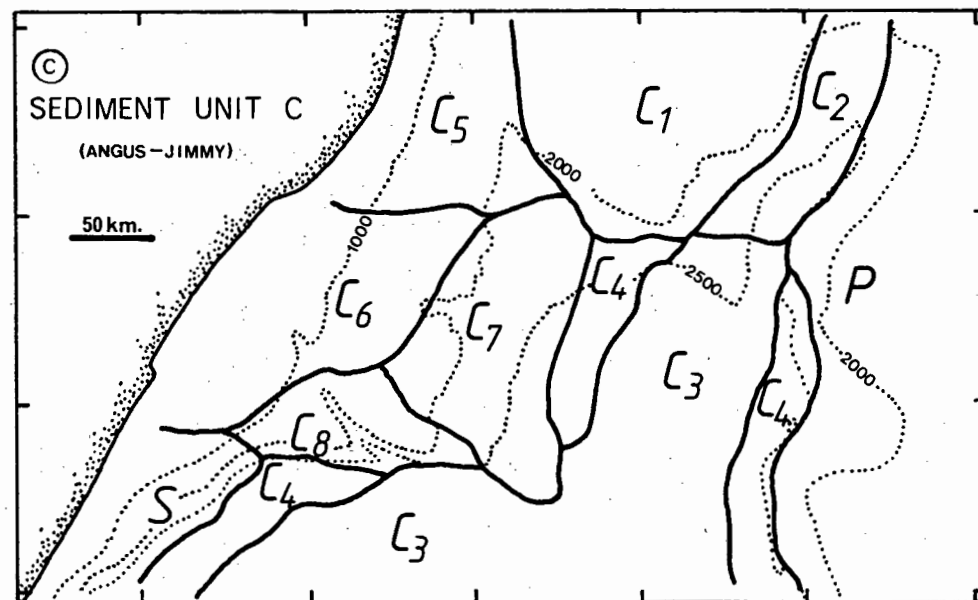 C
SEDIMENT UNIT C
(ANGUS–JIMMY)
50 km.
C5
C1
C2
2000
1000
C4
2500
P
C6
C7
C3
2000
C4
C8
S
C4
C3